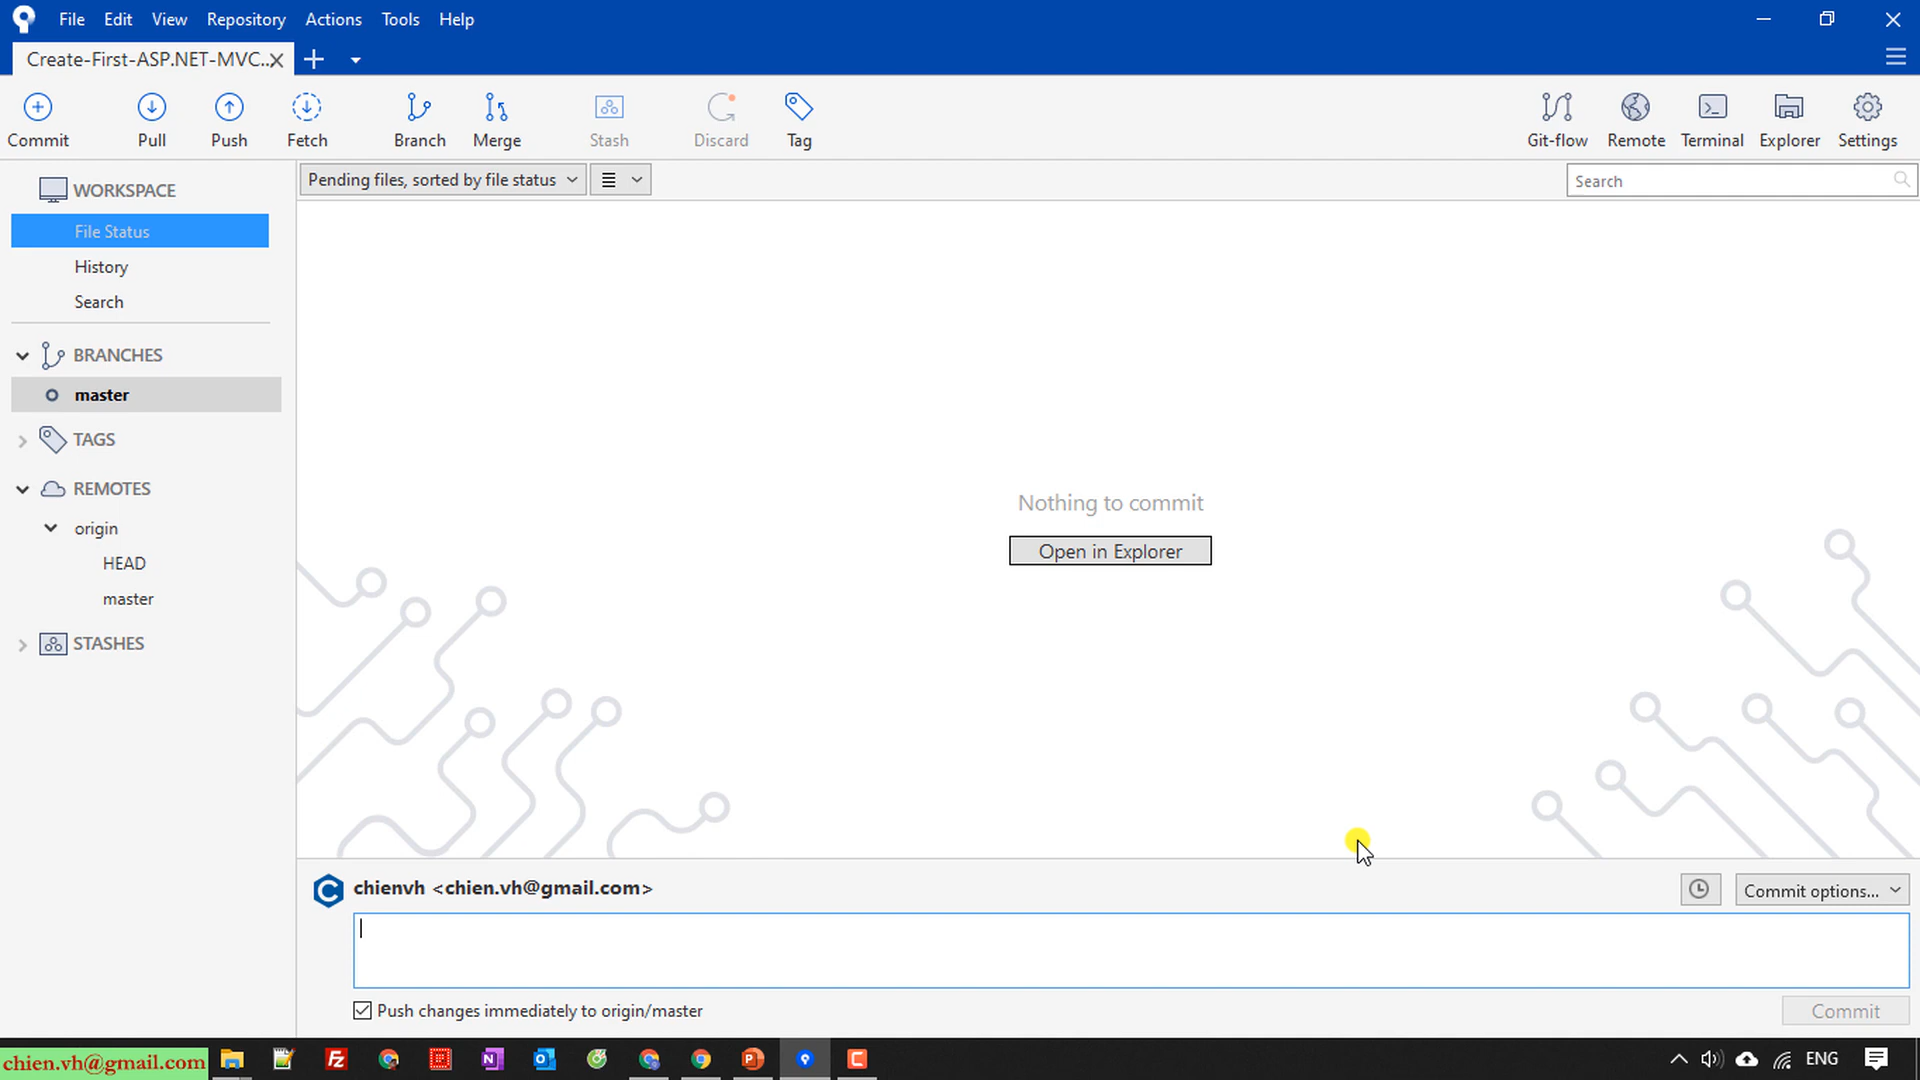 File Edit View Repository Actions Tools Help
Create-First-ASP.NET-MVC..
Commit Pull Push Fetch Branch Merge Stash Discard Tag Git-flow Remote Terminal Explorer Settings
WORKSPACE
File Status
History
Search
BRANCHES
master
TAGS
REMOTES
origin
HEAD
master
STASHES
Pending files, sorted by file status
Search
Nothing to commit
Open in Explorer
chienvh <chien.vh@gmail.com>
Commit options...
Push changes immediately to origin/master
Commit
chien.vh@gmail.com
ENG